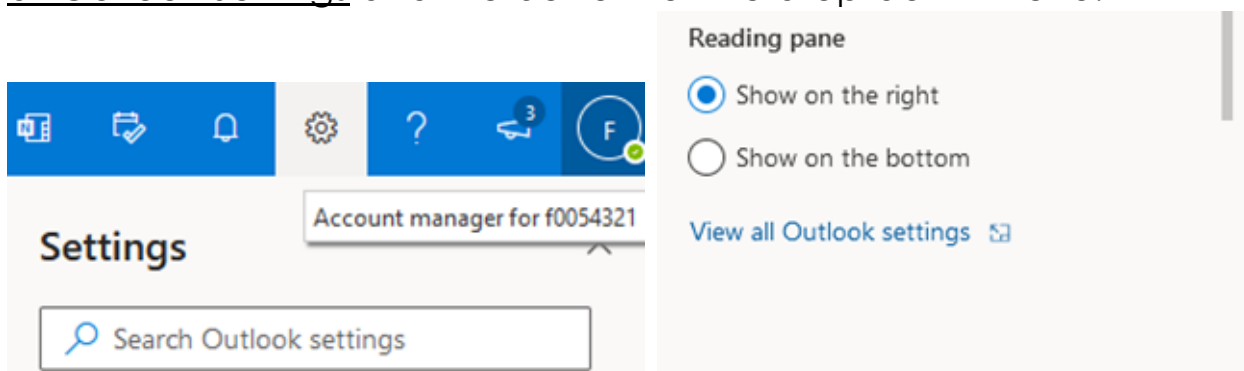 Reading pane
Show on the right
Show on the bottom
View all Outlook settings
N
?
3
F
Account manager for f0054321
Settings
Search Outlook settings